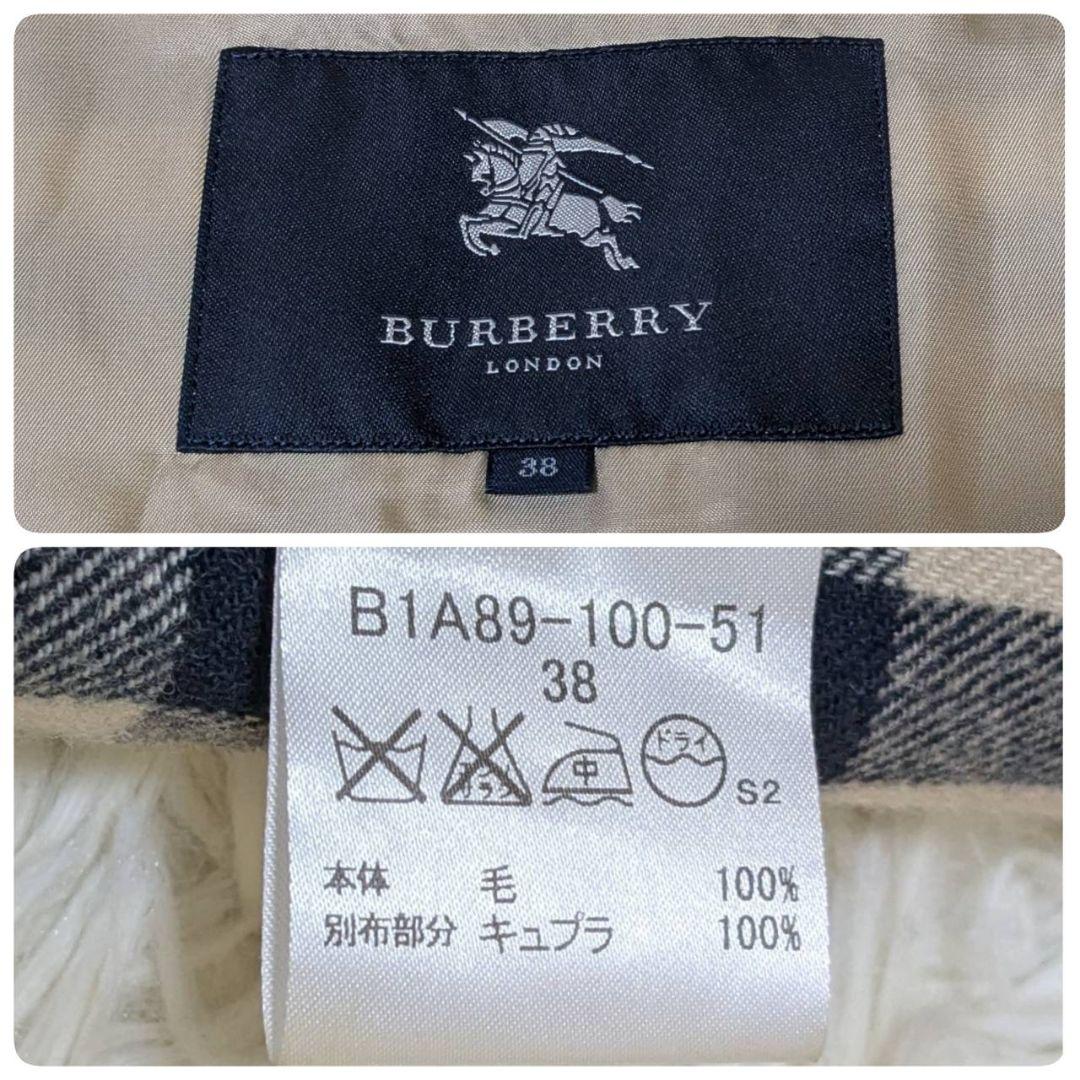 BURBERRY
LONDON
38
B1A89-100-51
38
中 ドライ
S2
本体 毛 100%
別布部分 キュプラ 100%